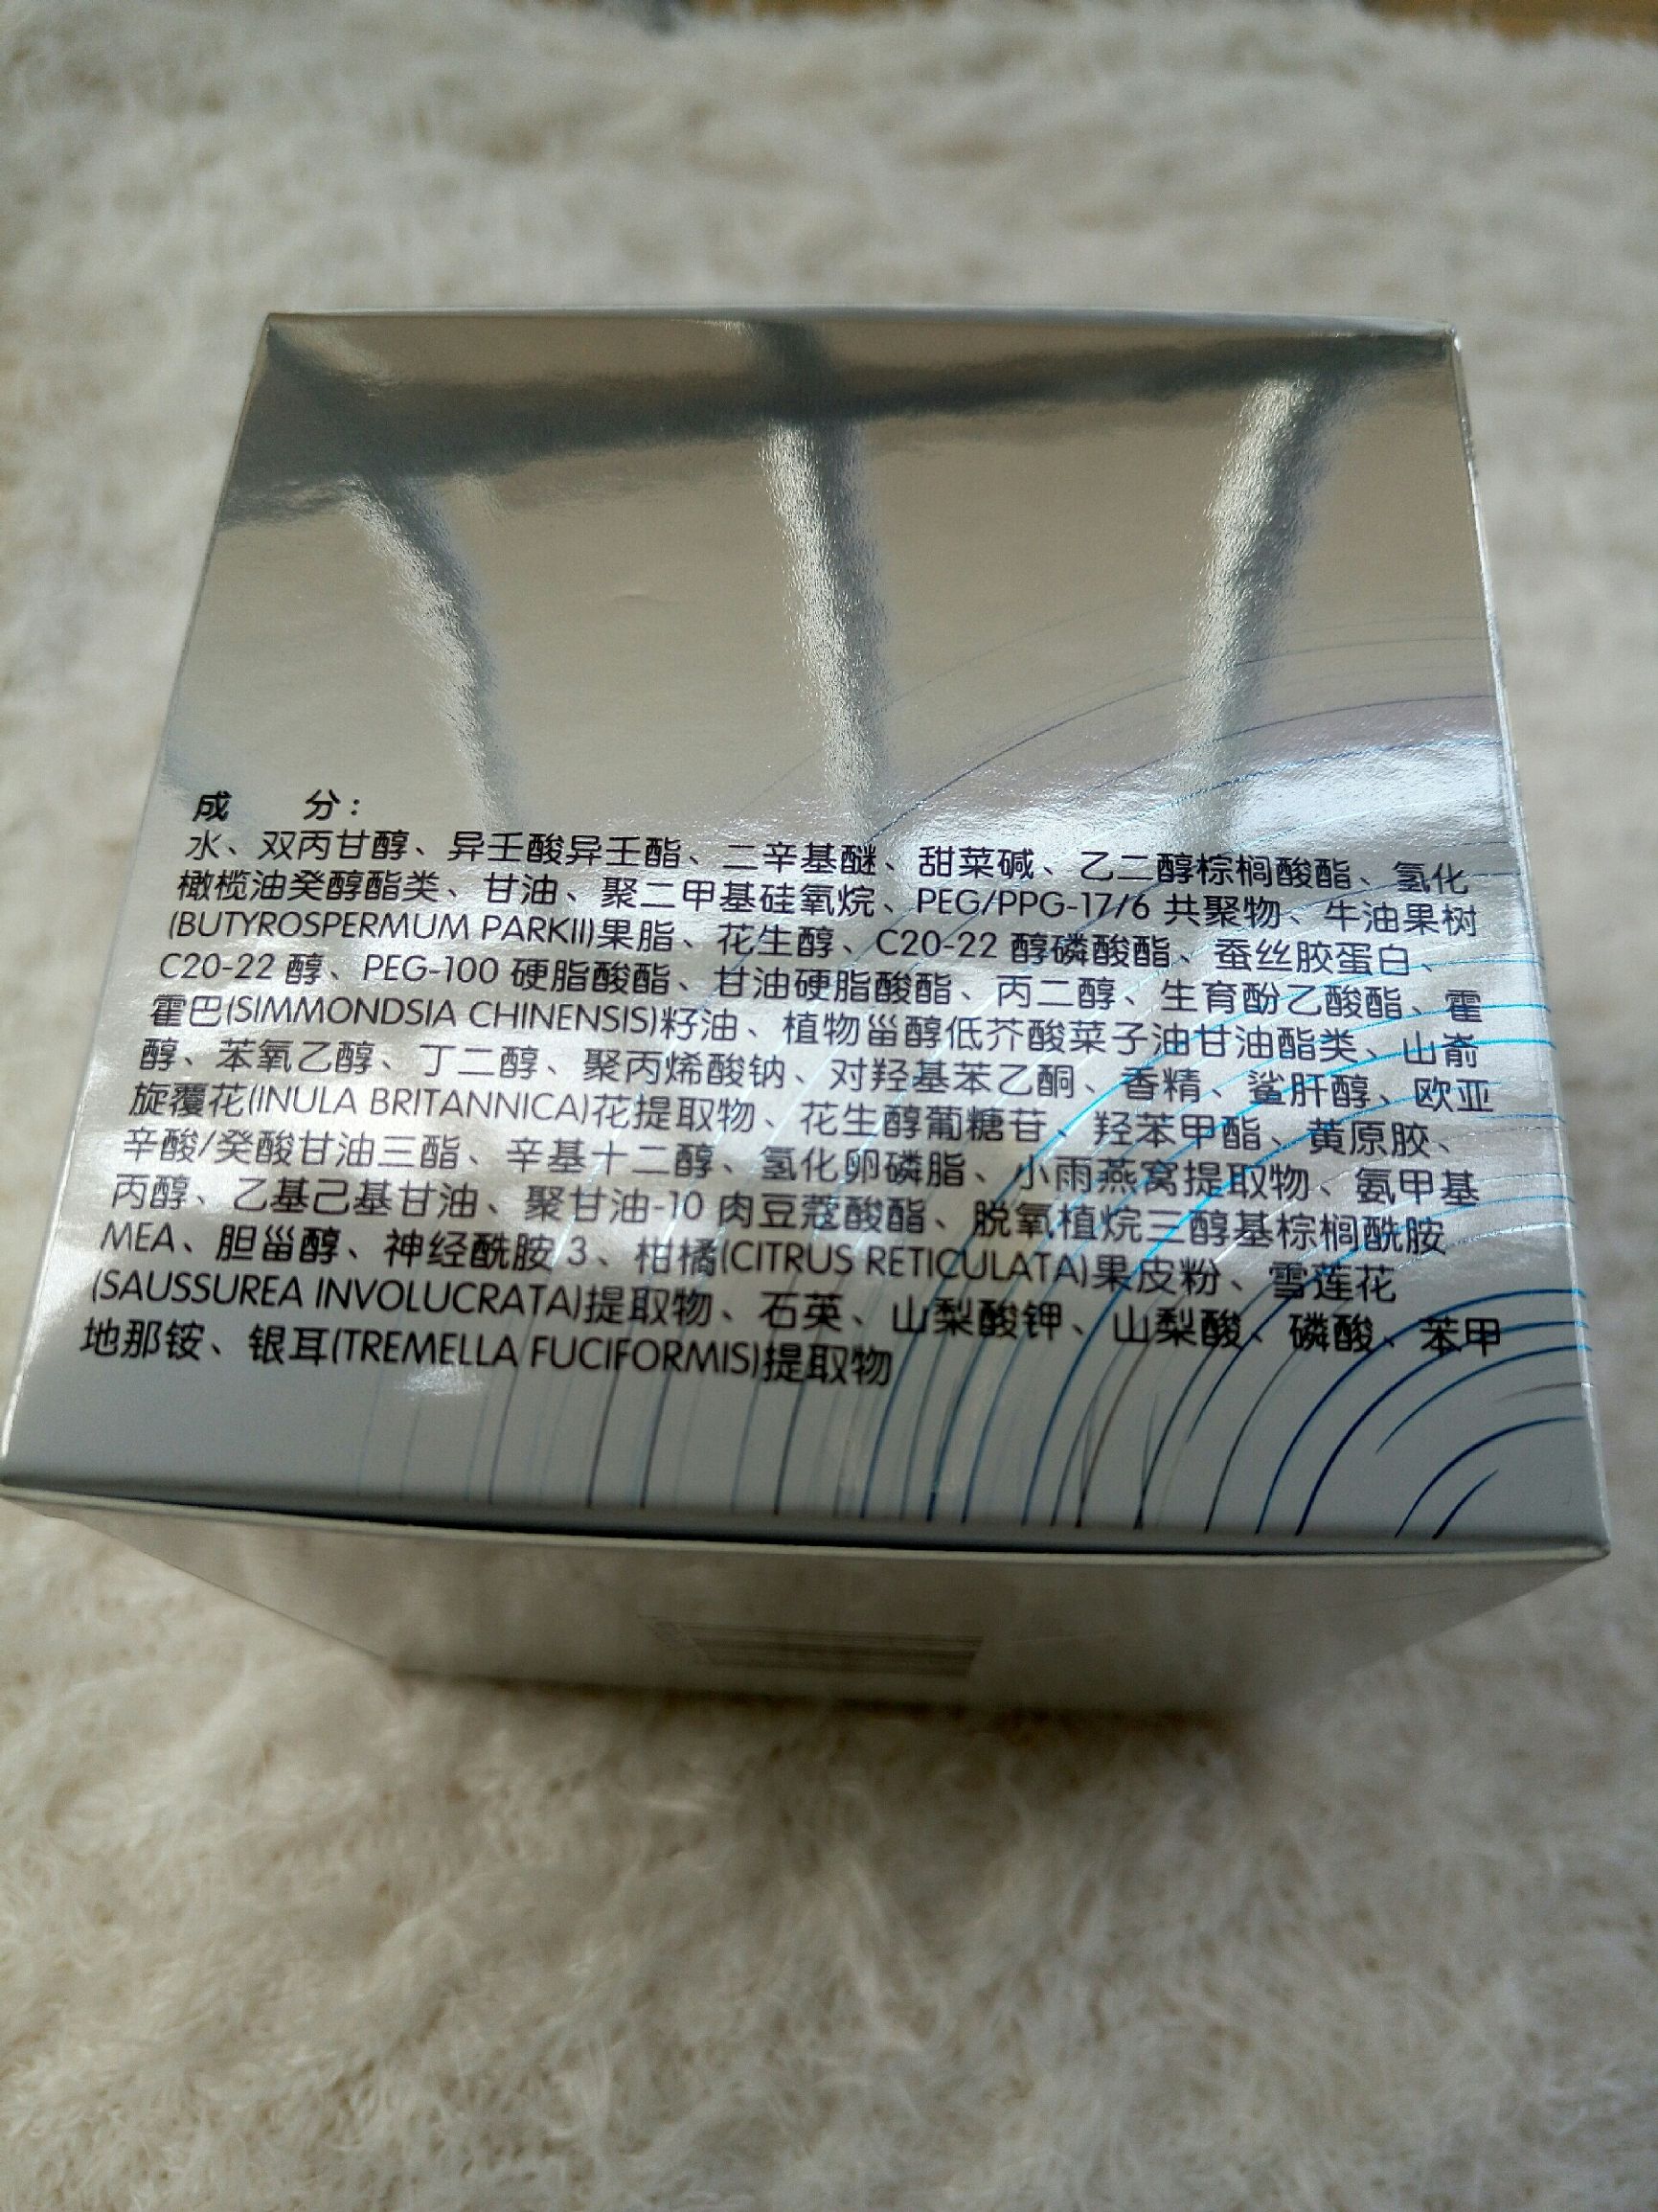 成 分：
水、双丙甘醇、异壬酸异壬酯、二辛基醚、甜菜碱、乙二醇棕榈酸酯、氢化
橄榄油癸醇酯类、甘油、聚二甲基硅氧烷、PEG/PPG-17/6 共聚物、牛油果树
(BUTYROSPERMUM PARKII)果脂、花生醇、C20-22 醇磷酸酯、蚕丝胶蛋白、
C20-22 醇、PEG-100 硬脂酸酯、甘油硬脂酸酯、丙二醇、生育酚乙酸酯、霍
霍巴(SIMMONDSIA CHINENSIS)籽油、植物甾醇低芥酸菜子油甘油酯类、山嵛
醇、苯氧乙醇、丁二醇、聚丙烯酸钠、对羟基苯乙酮、香精、鲨肝醇、欧亚
旋覆花(INULA BRITANNICA)花提取物、花生醇葡糖苷、羟苯甲酯、黄原胶、
辛酸/癸酸甘油三酯、辛基十二醇、氢化卵磷脂、小雨燕窝提取物、氨甲基
丙醇、乙基己基甘油、聚甘油-10 肉豆蔻酸酯、脱氧植烷三醇基棕榈酰胺
MEA、胆甾醇、神经酰胺 3、柑橘(CITRUS RETICULATA)果皮粉、雪莲花
(SAUSSUREA INVOLUCRATA)提取物、石英、山梨酸钾、山梨酸、磷酸、苯甲
地那铵、银耳(TREMELLA FUCIFORMIS)提取物